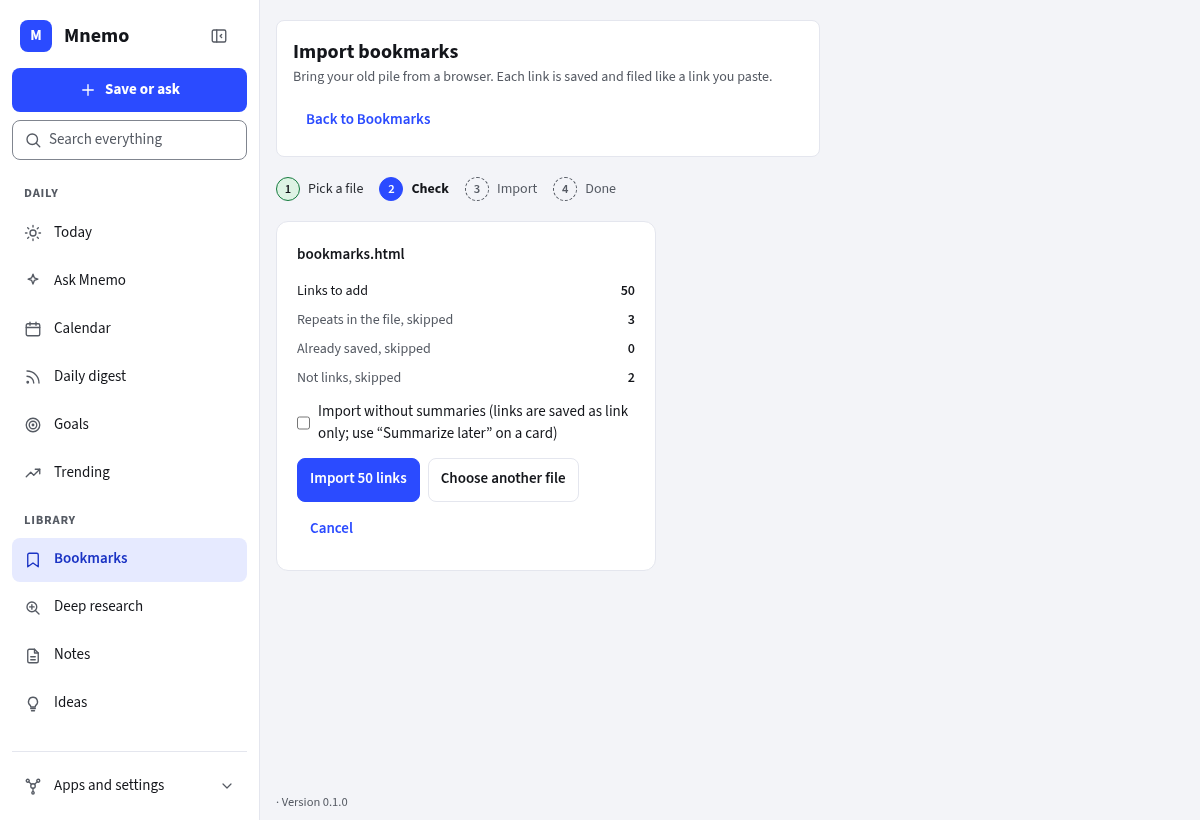 M Mnemo
Save or ask
Search everything
DAILY
Today
Ask Mnemo
Calendar
Daily digest
Goals
Trending
LIBRARY
Bookmarks
Deep research
Notes
Ideas
Apps and settings
Import bookmarks
Bring your old pile from a browser. Each link is saved and filed like a link you paste.
Back to Bookmarks
1 Pick a file 2 Check 3 Import 4 Done
bookmarks.html
Links to add 50
Repeats in the file, skipped 3
Already saved, skipped 0
Not links, skipped 2
Import without summaries (links are saved as link
only; use “Summarize later” on a card)
Import 50 links Choose another file
Cancel
· Version 0.1.0